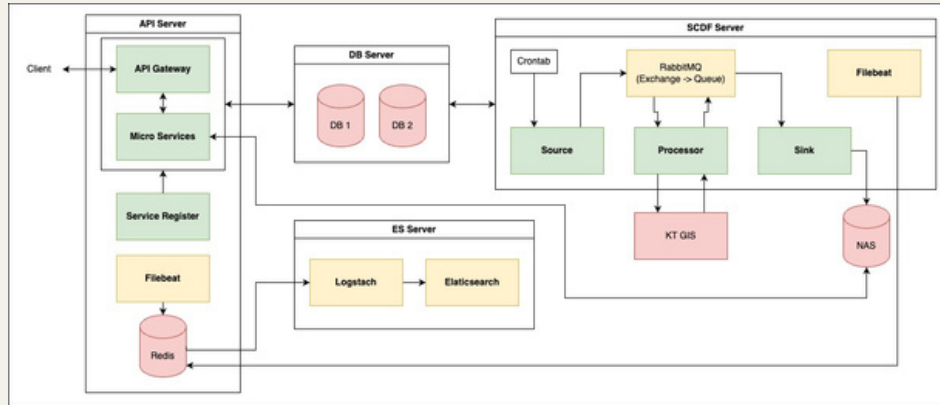 API Server
Client
API Gateway
Micro Services
Service Register
Filebeat
Redis
DB Server
DB 1
DB 2
ES Server
Logstach
Elaticsearch
SCDF Server
Crontab
RabbitMQ
(Exchange -> Queue)
Filebeat
Source
Processor
Sink
KT GIS
NAS